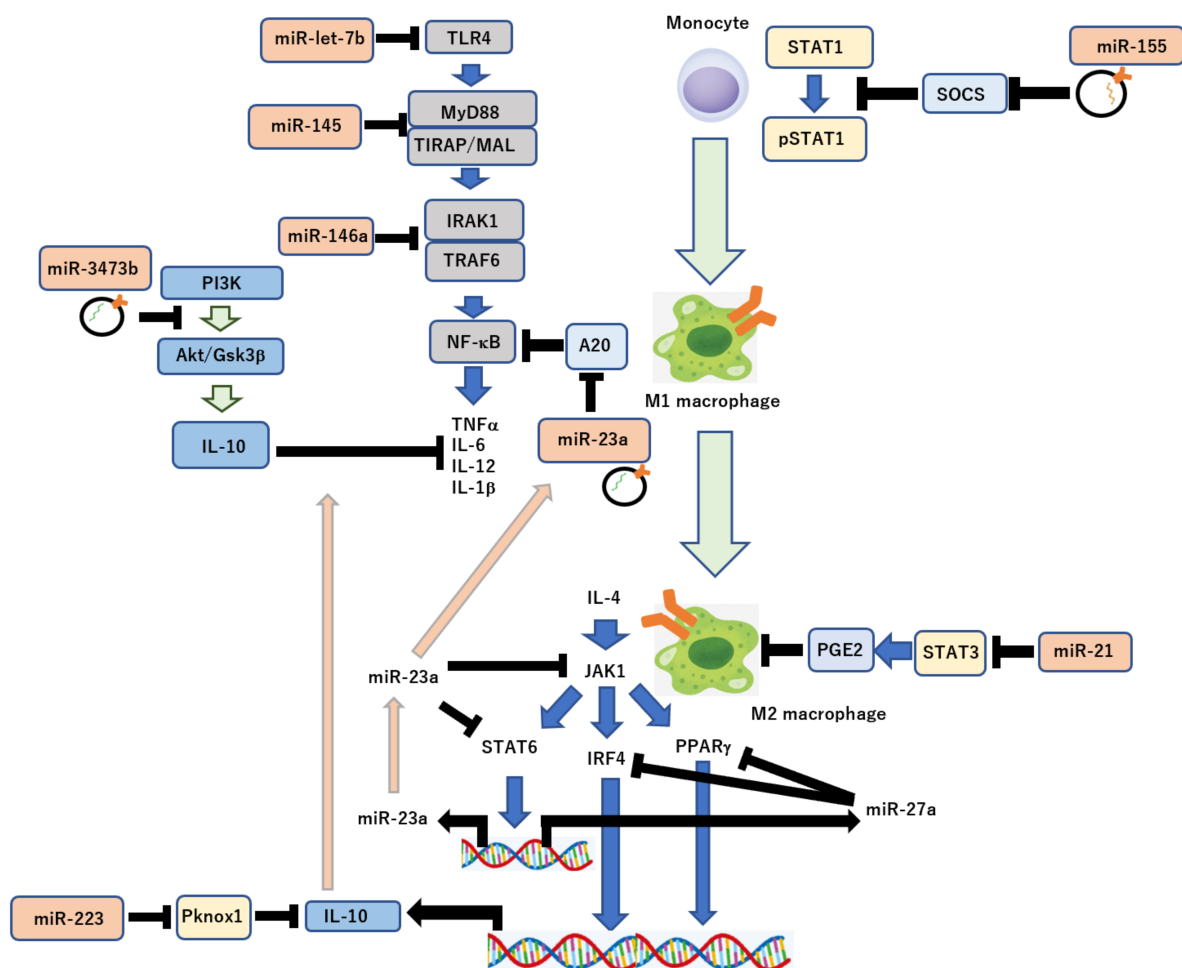 Monocyte
miR-let-7b
TLR4
STAT1
miR-155
SOCS
miR-145
MyD88
TIRAP/MAL
pSTAT1
miR-146a
IRAK1
TRAF6
miR-3473b
PI3K
NF-κB
A20
Akt/Gsk3β
M1 macrophage
TNFα
IL-6
IL-12
IL-1β
IL-10
miR-23a
IL-4
miR-23a
JAK1
PGE2
STAT3
miR-21
M2 macrophage
STAT6
IRF4
PPARγ
miR-23a
miR-27a
miR-223
Pknox1
IL-10